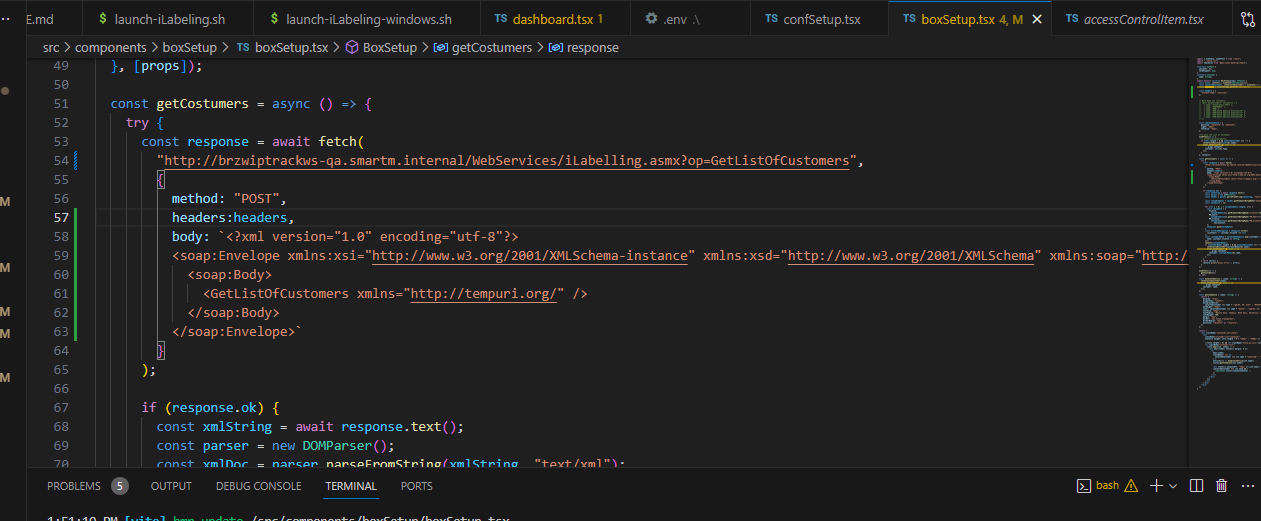 E.md
$ launch-iLabeling.sh
$ launch-iLabeling-windows.sh
TS dashboard.tsx 1
.env .\
TS confSetup.tsx
TS boxSetup.tsx 4, M
TS accessControlItem.tsx
src > components > boxSetup > TS boxSetup.tsx > BoxSetup > getCostumers > response
49 }, [props]);
50
51 const getCostumers = async () => {
52 try {
53 const response = await fetch(
54 "http://brzwiptrackws-qa.smartm.internal/WebServices/iLabelling.asmx?op=GetListOfCustomers",
55 {
56 method: "POST",
57 headers:headers,
58 body: `<?xml version="1.0" encoding="utf-8"?>
59 <soap:Envelope xmlns:xsi="http://www.w3.org/2001/XMLSchema-instance" xmlns:xsd="http://www.w3.org/2001/XMLSchema" xmlns:soap="http:/
60 <soap:Body>
61 <GetListOfCustomers xmlns="http://tempuri.org/" />
62 </soap:Body>
63 </soap:Envelope>`
64 }
65 );
66
67 if (response.ok) {
68 const xmlString = await response.text();
69 const parser = new DOMParser();
70 const xmlDoc = parser.parseFromString(xmlString, "text/xml");
M
M
M
M
M
PROBLEMS 5 OUTPUT DEBUG CONSOLE TERMINAL PORTS
bash
1:51:10 PM [vite] hmr update /src/components/boxSetup/boxSetup.tsx